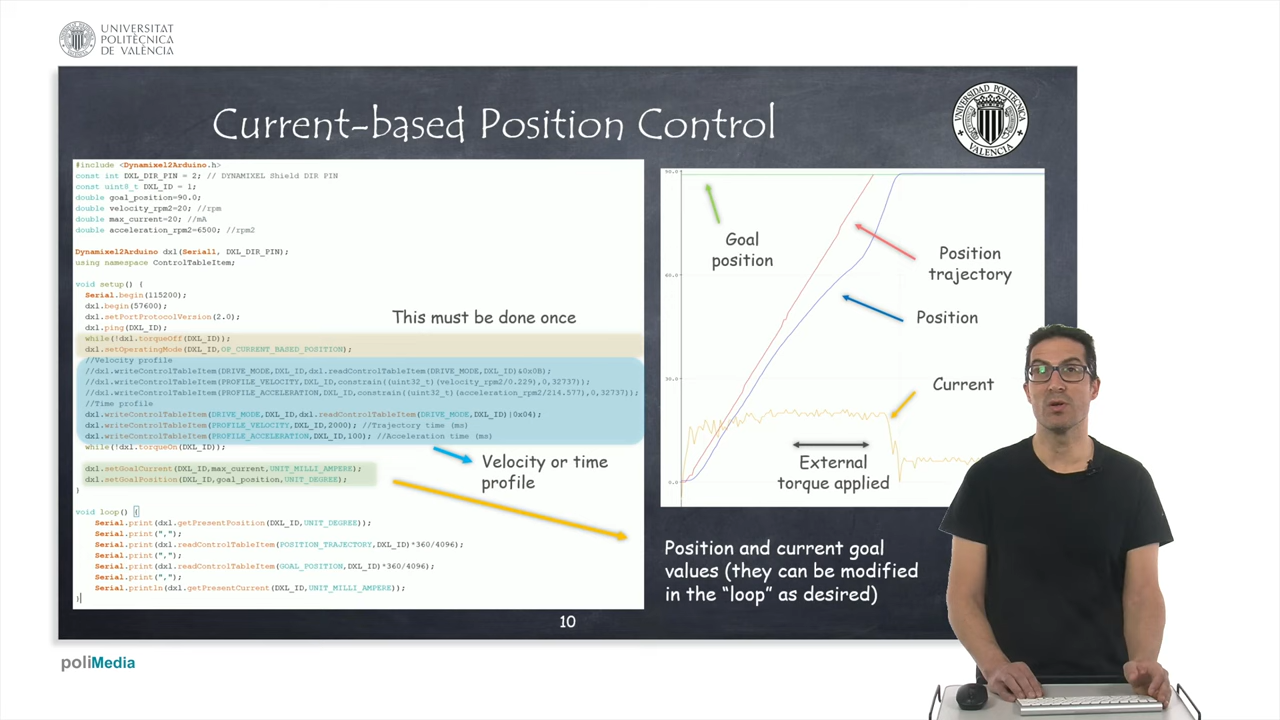 UNIVERSITAT
POLITÈCNICA
DE VALÈNCIA
Current-based Position Control
UNIVERSIDAD POLITECNICA
VALENCIA
#include <Dynamixel2Arduino.h>
const int DXL_DIR_PIN = 2; // DYNAMIXEL Shield DIR PIN
const uint8_t DXL_ID = 1;
double goal_position=90.0;
double velocity_rpm2=20; //rpm
double max_current=20; //mA
double acceleration_rpm2=6500; //rpm2
Dynamixel2Arduino dxl(Serial1, DXL_DIR_PIN);
using namespace ControlTableItem;
void setup() {
Serial.begin(115200);
dxl.begin(57600);
dxl.setPortProtocolVersion(2.0);
dxl.ping(DXL_ID);
while(!dxl.torqueOff(DXL_ID));
dxl.setOperatingMode(DXL_ID,OP_CURRENT_BASED_POSITION);
//Velocity profile
//dxl.writeControlTableItem(DRIVE_MODE,DXL_ID,dxl.readControlTableItem(DRIVE_MODE,DXL_ID)&0x0B);
//dxl.writeControlTableItem(PROFILE_VELOCITY,DXL_ID,constrain((uint32_t)(velocity_rpm2/0.229),0,32737));
//dxl.writeControlTableItem(PROFILE_ACCELERATION,DXL_ID,constrain((uint32_t)(acceleration_rpm2/214.577),0,32737));
//Time profile
dxl.writeControlTableItem(DRIVE_MODE,DXL_ID,dxl.readControlTableItem(DRIVE_MODE,DXL_ID)|0x04);
dxl.writeControlTableItem(PROFILE_VELOCITY,DXL_ID,2000); //Trajectory time (ms)
dxl.writeControlTableItem(PROFILE_ACCELERATION,DXL_ID,100); //Acceleration time (ms)
while(!dxl.torqueOn(DXL_ID));
dxl.setGoalCurrent(DXL_ID,max_current,UNIT_MILLI_AMPERE);
dxl.setGoalPosition(DXL_ID,goal_position,UNIT_DEGREE);
}
void loop() {
Serial.print(dxl.getPresentPosition(DXL_ID,UNIT_DEGREE));
Serial.print(",");
Serial.print(dxl.readControlTableItem(POSITION_TRAJECTORY,DXL_ID)*360/4096);
Serial.print(",");
Serial.print(dxl.readControlTableItem(GOAL_POSITION,DXL_ID)*360/4096);
Serial.print(",");
Serial.println(dxl.getPresentCurrent(DXL_ID,UNIT_MILLI_AMPERE));
}
This must be done once
Velocity or time
profile
90.0
60.0
30.0
0.0
Goal
position
Position
trajectory
Position
Current
External
torque applied
Position and current goal
values (they can be modified
in the “loop” as desired)
10
poliMedia